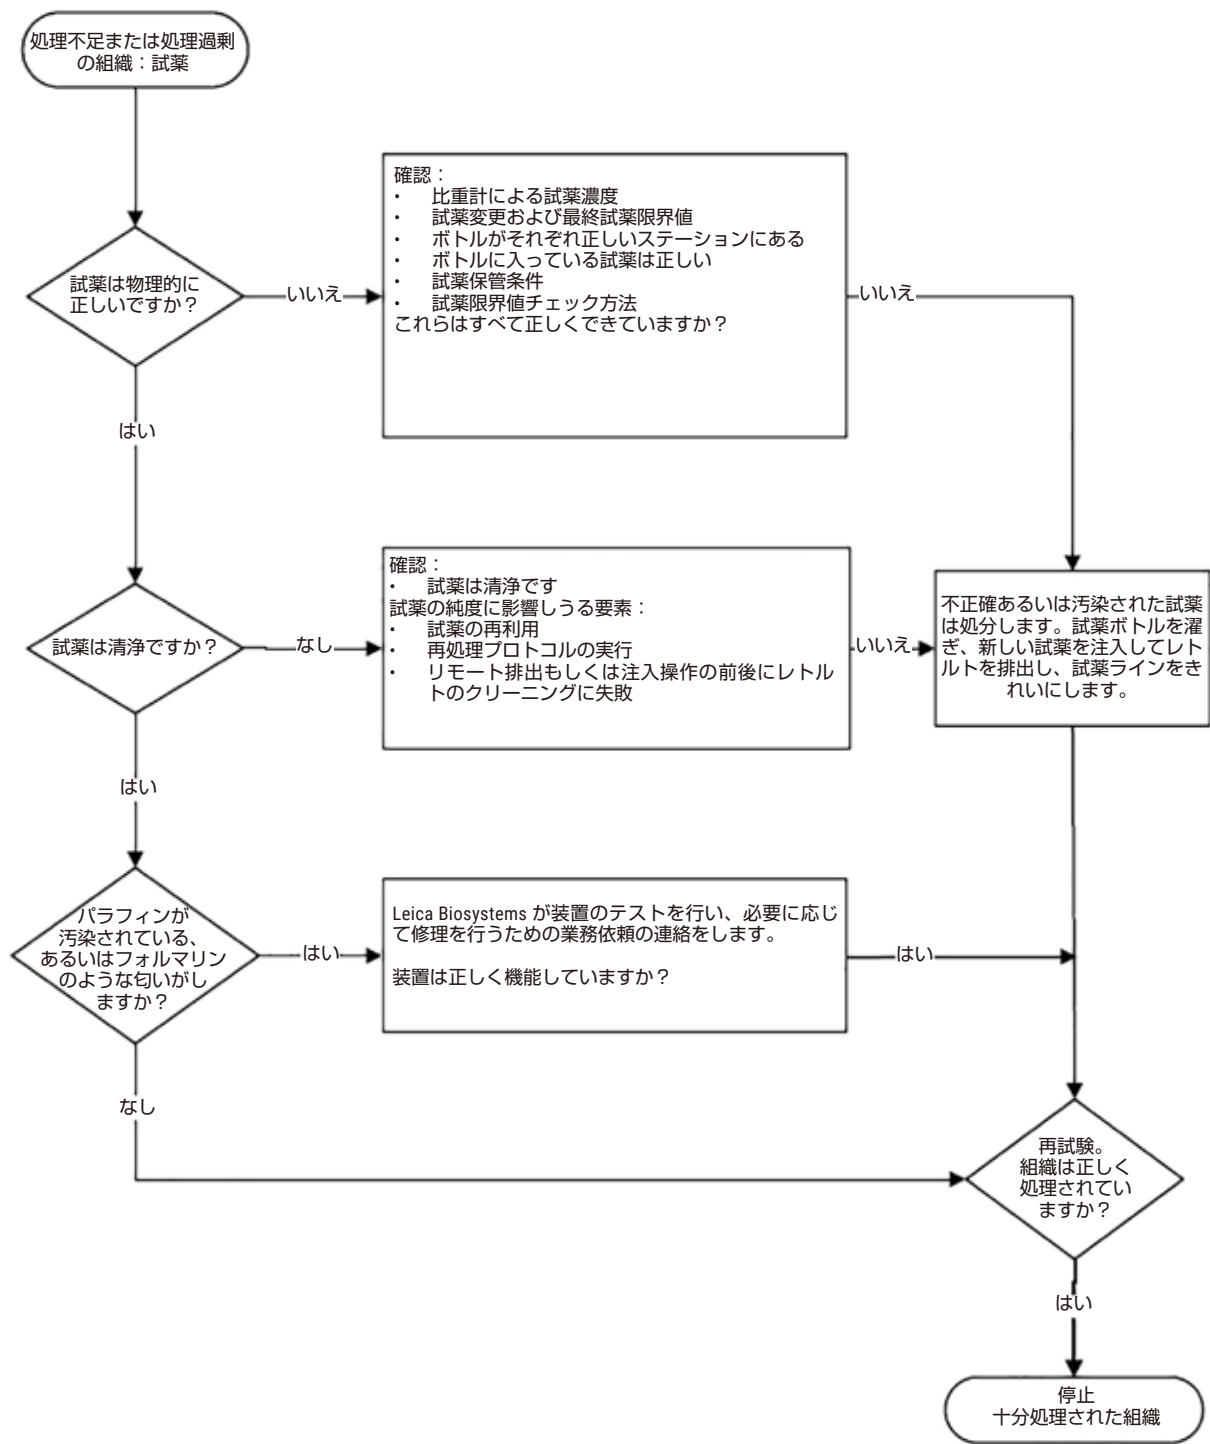 処理不足または処理過剰
の組織：試薬
確認：
・ 比重計による試薬濃度
・ 試薬変更および最終試薬限界値
・ ボトルがそれぞれ正しいステーションにある
・ ボトルに入っている試薬は正しい
・ 試薬保管条件
・ 試薬限界値チェック方法
これらはすべて正しくできていますか？
試薬は物理的に
正しいですか？
いいえ
いいえ
はい
確認：
・ 試薬は清浄です
試薬の純度に影響しうる要素：
・ 試薬の再利用
・ 再処理プロトコルの実行
・ リモート排出もしくは注入操作の前後にレトル
トのクリーニングに失敗
試薬は清浄ですか？
なし
いいえ
不正確あるいは汚染された試薬
は処分します。試薬ボトルを濯
ぎ、新しい試薬を注入してレト
ルトを排出し、試薬ラインをき
れいにします。
はい
パラフィンが
汚染されている、
あるいはフォルマリン
のような匂いがし
ますか？
はい
Leica Biosystems が装置のテストを行い、必要に応じ
て修理を行うための業務依頼の連絡をします。
装置は正しく機能していますか？
はい
なし
再試験。
組織は正しく
処理されてい
ますか？
はい
停止
十分処理された組織